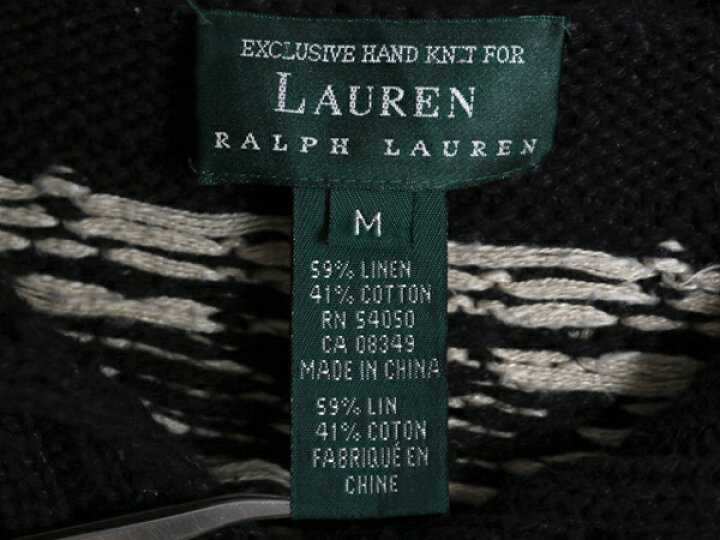 EXCLUSIVE HAND KNIT FOR
LAUREN
RALPH LAUREN
M
59% LINEN
41% COTTON
RN 54050
CA 08349
MADE IN CHINA
59% LIN
41% COTON
FABRIQUÉ EN
CHINE